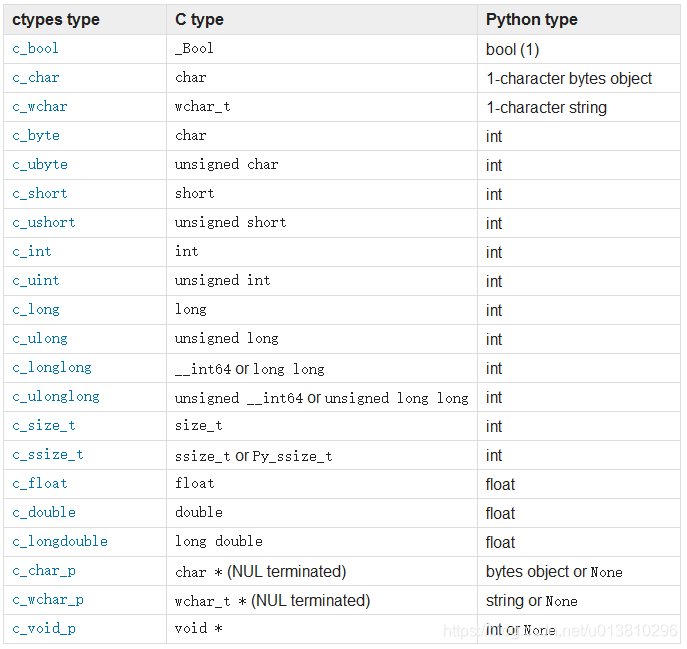 ctypes type C type Python type
c_bool _Bool bool (1)
c_char char 1-character bytes object
c_wchar wchar_t 1-character string
c_byte char int
c_ubyte unsigned char int
c_short short int
c_ushort unsigned short int
c_int int int
c_uint unsigned int int
c_long long int
c_ulong unsigned long int
c_longlong __int64 or long long int
c_ulonglong unsigned __int64 or unsigned long long int
c_size_t size_t int
c_ssize_t ssize_t or Py_ssize_t int
c_float float float
c_double double float
c_longdouble long double float
c_char_p char * (NUL terminated) bytes object or None
c_wchar_p wchar_t * (NUL terminated) string or None
c_void_p void * int or None
https://blog.csdn.net/u013810296